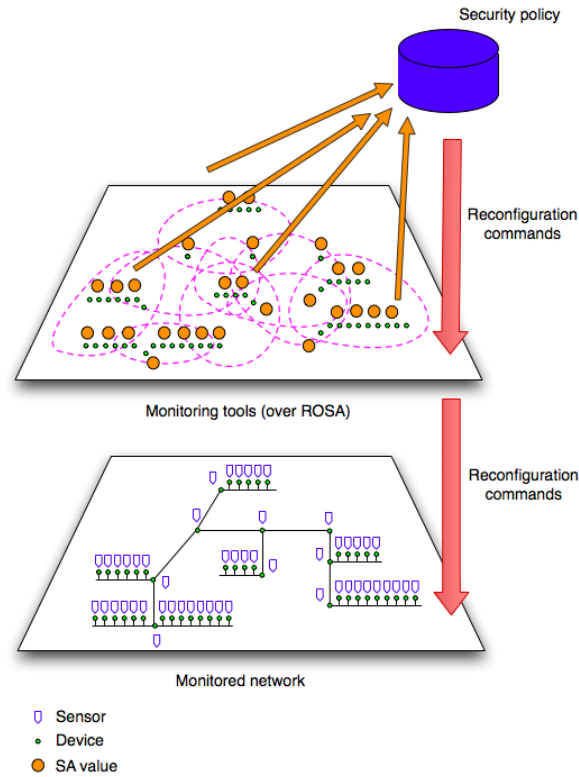 Security policy
Reconfiguration
commands
Monitoring tools (over ROSA)
Reconfiguration
commands
Monitored network
Sensor
Device
SA value